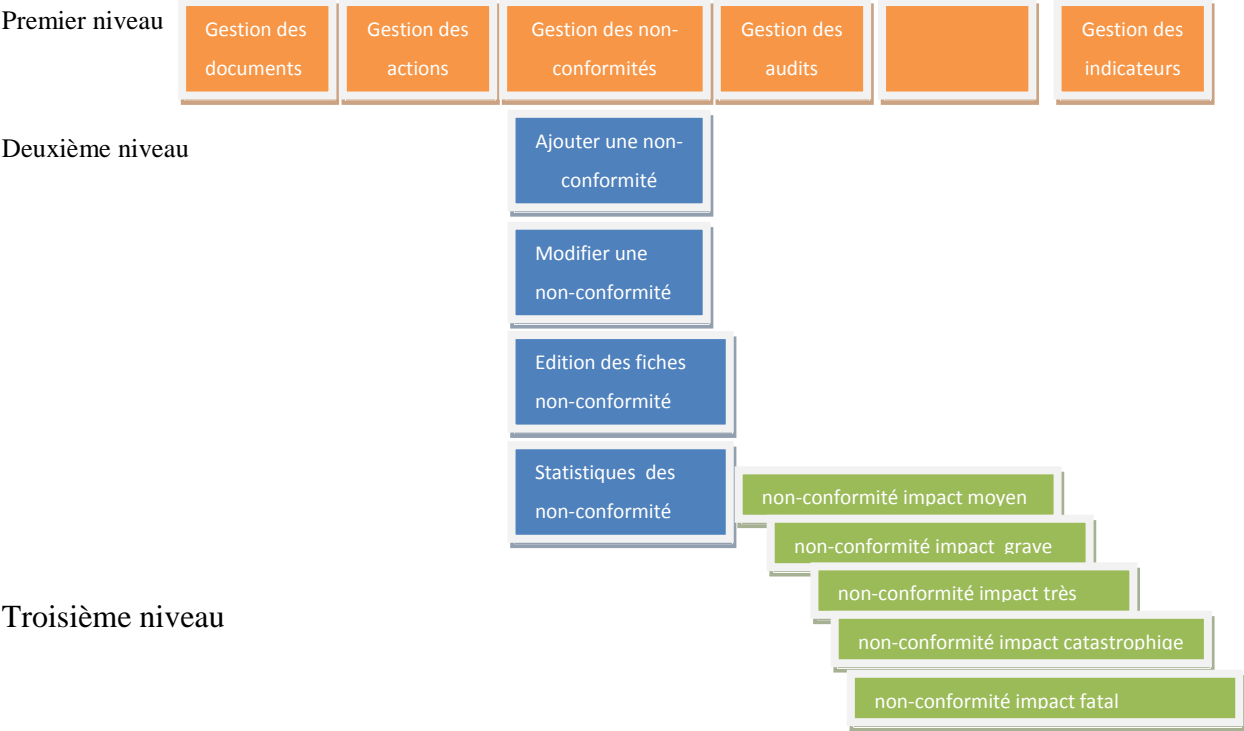 Premier niveau
Gestion des
documents
Gestion des
actions
Gestion des non-
conformités
Gestion des
audits
Gestion des
indicateurs
Deuxième niveau
Ajouter une non-
conformité
Modifier une
non-conformité
Edition des fiches
non-conformité
Statistiques des
non-conformité
non-conformité impact moyen
non-conformité impact grave
non-conformité impact très
Troisième niveau
non-conformité impact catastrophiqe
non-conformité impact fatal